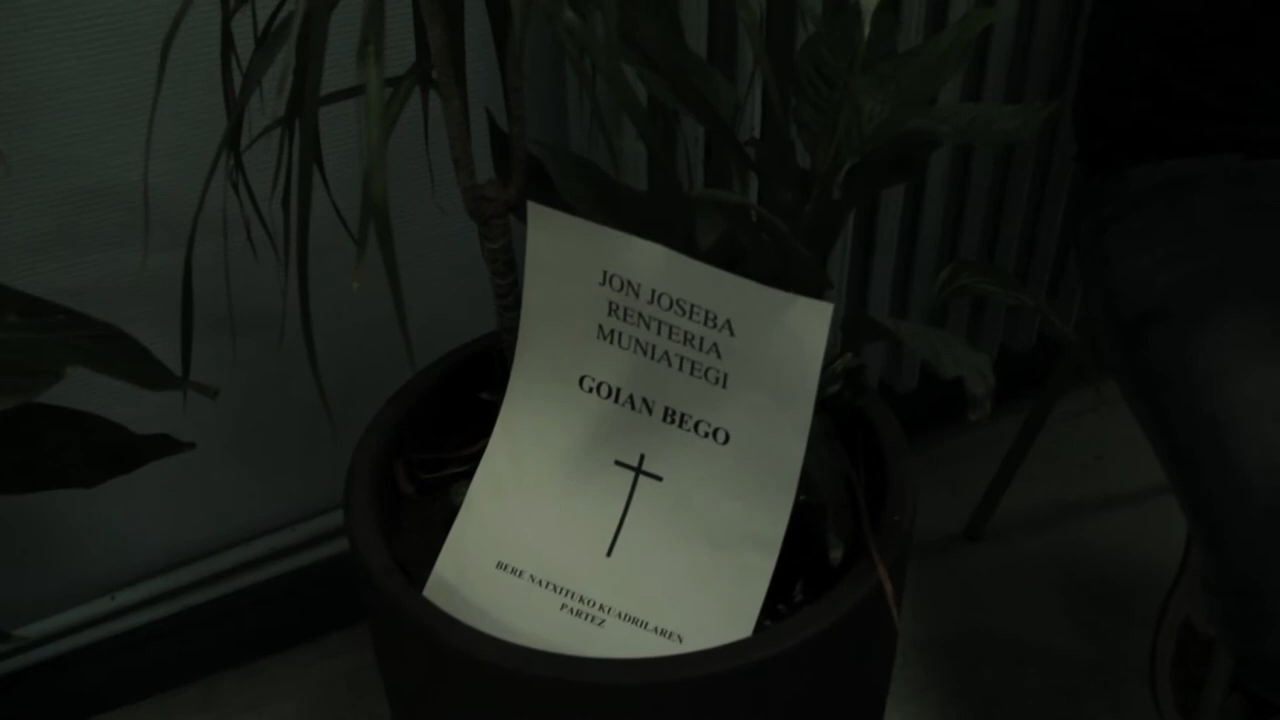 JON JOSEBA
RENTERIA
MUNIATEGI
GOIAN BEGO
BERE NATXITUKO KUADRILAREN
PARTEZ